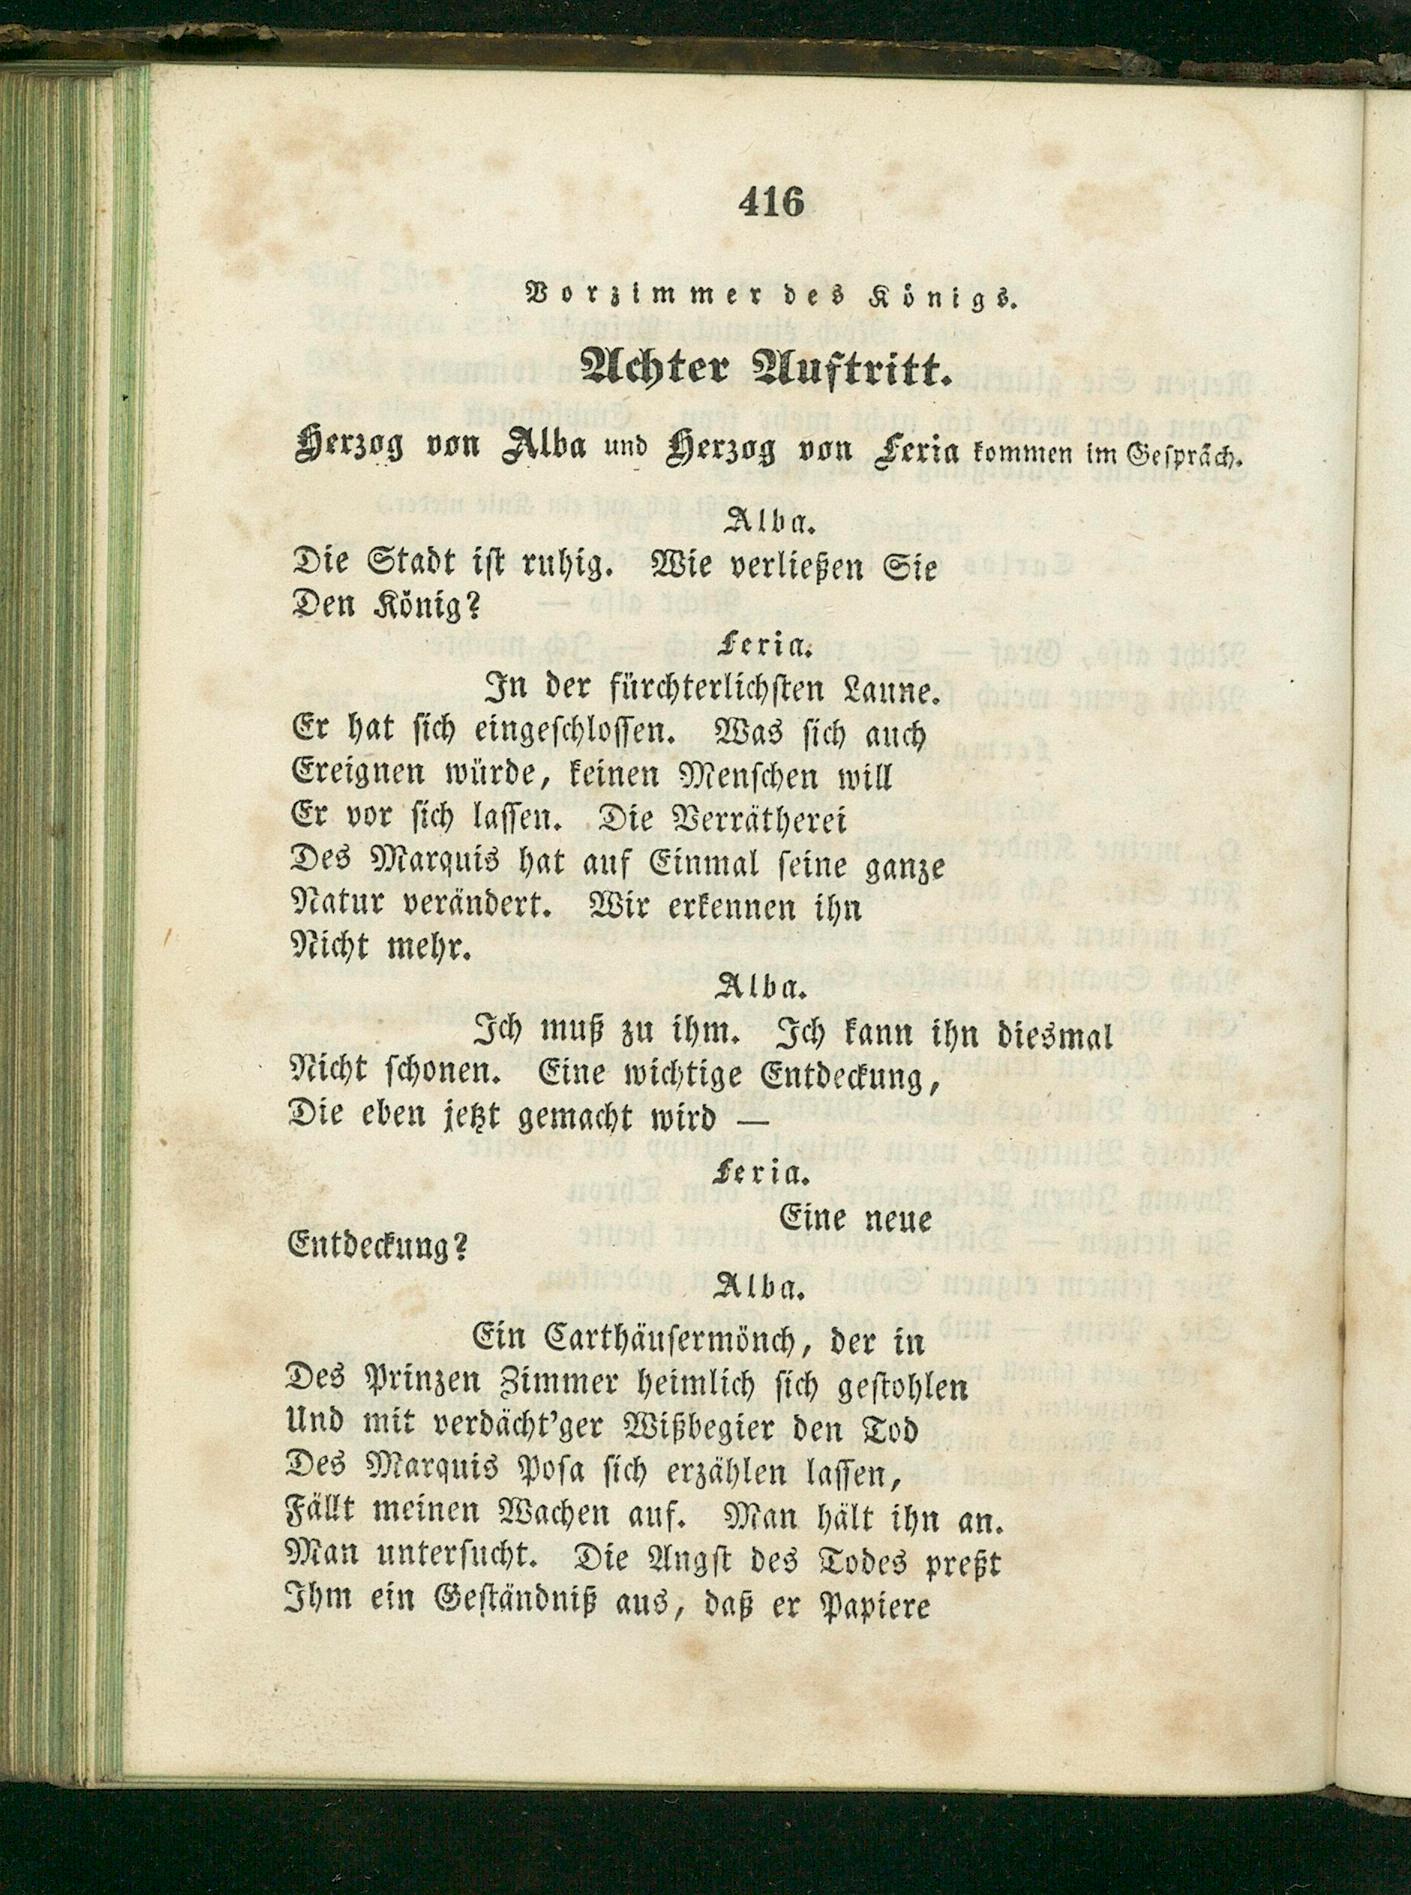 416
Vorzimmer des Königs.
Achter Auftritt.
Herzog von Alba und Herzog von Feria kommen im Gespräch.
Alba.
Die Stadt ist ruhig. Wie verließen Sie
Den König?
Feria.
In der fürchterlichsten Laune.
Er hat sich eingeschlossen. Was sich auch
Ereignen würde, keinen Menschen will
Er vor sich lassen. Die Verrätherei
Des Marquis hat auf Einmal seine ganze
Natur verändert. Wir erkennen ihn
Nicht mehr.
Alba.
Ich muß zu ihm. Ich kann ihn diesmal
Nicht schonen. Eine wichtige Entdeckung,
Die eben jetzt gemacht wird —
Feria.
Eine neue
Entdeckung?
Alba.
Ein Carthäusermönch, der in
Des Prinzen Zimmer heimlich sich gestohlen
Und mit verdächt'ger Wißbegier den Tod
Des Marquis Posa sich erzählen lassen,
Fällt meinen Wachen auf. Man hält ihn an.
Man untersucht. Die Angst des Todes preßt
Ihm ein Geständniß aus, daß er Papiere